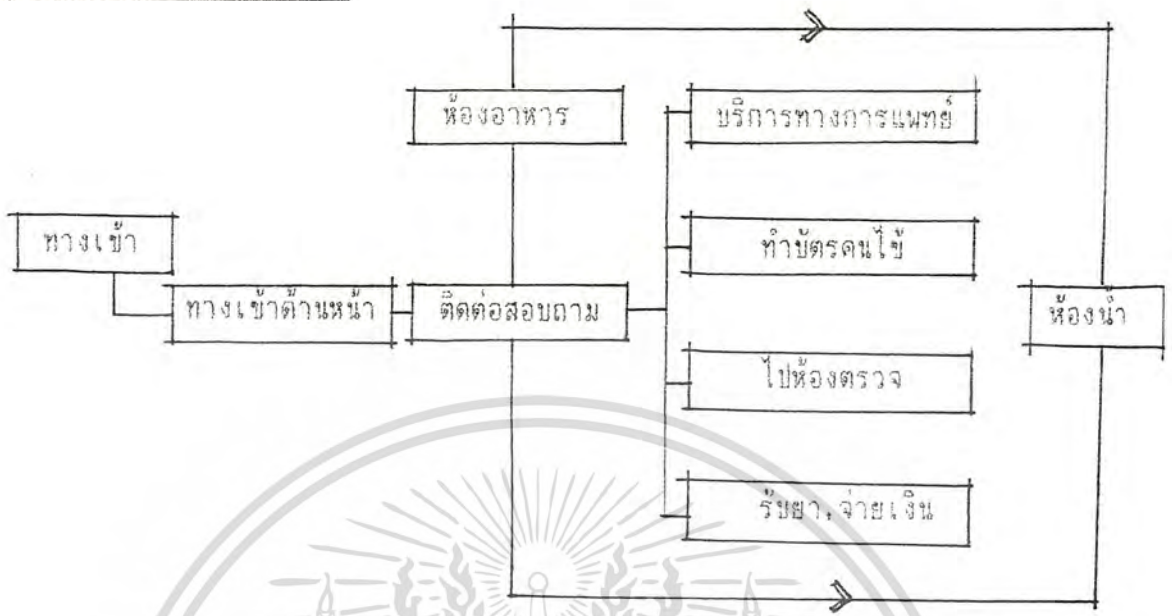 ห้องอาหาร
บริการทางการแพทย์
ทางเข้า
ทำบัตรคนไข้
ทางเข้าด้านหน้า
ติดต่อสอบถาม
ห้องน้ำ
ไปห้องตรวจ
รับยา,จ่ายเงิน